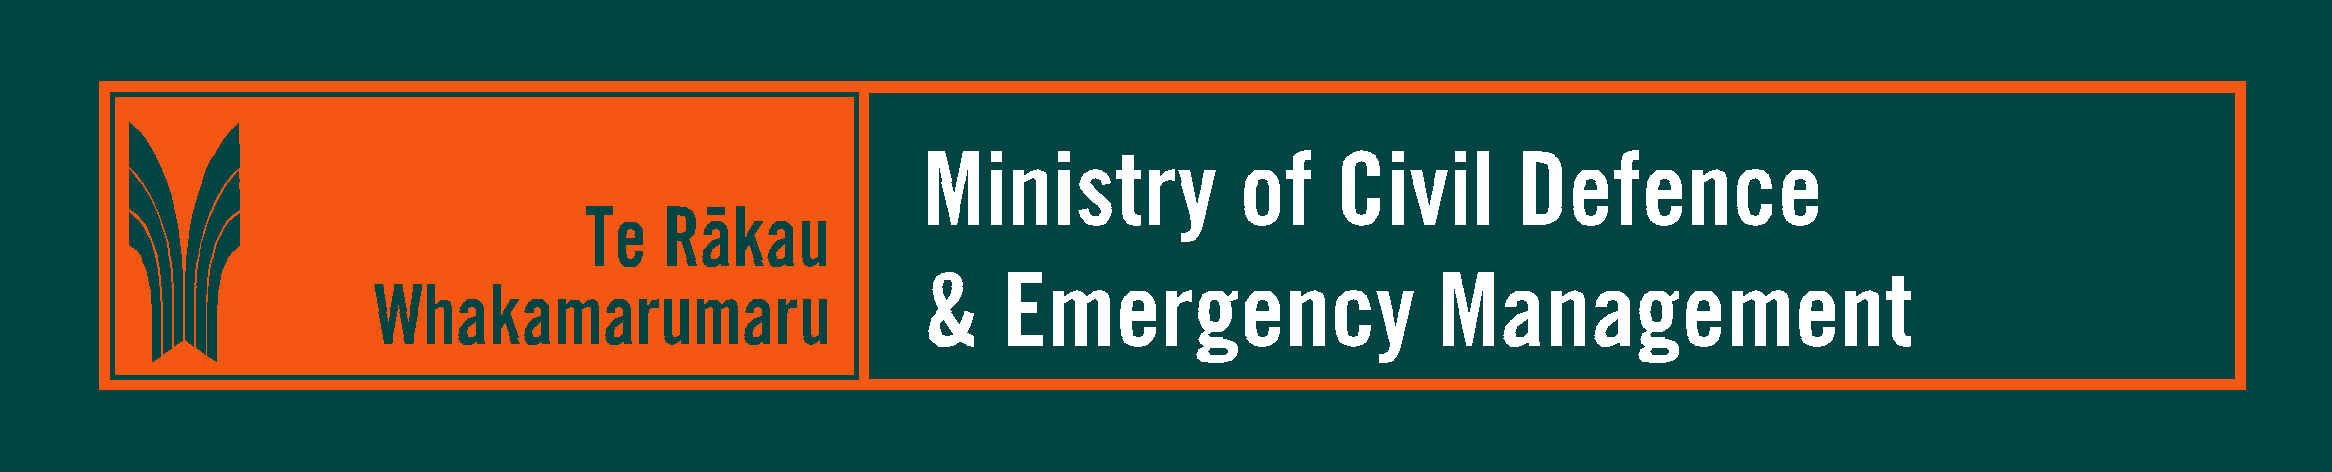 Te Rākau
Whakamarumaru
Ministry of Civil Defence
& Emergency Management